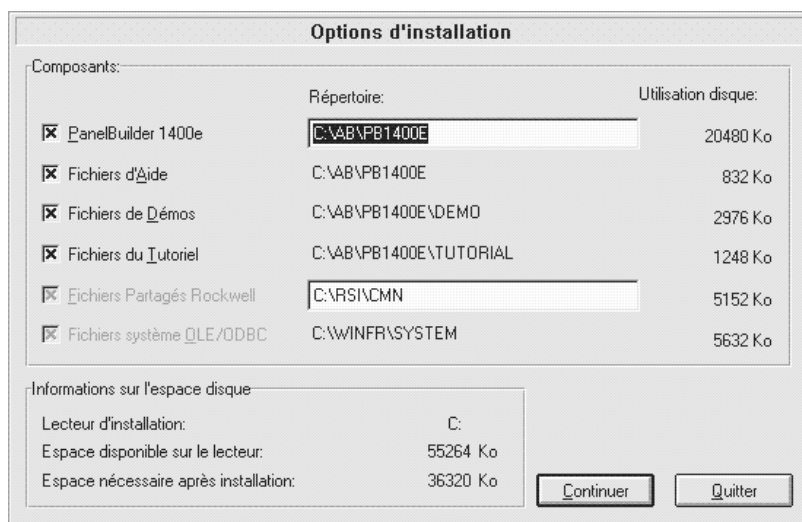 Options d'installation
Composants:
Répertoire: Utilisation disque:
PanelBuilder 1400e C:\AB\PB1400E 20480 Ko
Fichiers d'Aide C:\AB\PB1400E 832 Ko
Fichiers de Démos C:\AB\PB1400E\DEMO 2976 Ko
Fichiers du Tutoriel C:\AB\PB1400E\TUTORIAL 1248 Ko
Fichiers Partagés Rockwell C:\RSI\CMN 5152 Ko
Fichiers système OLE/ODBC C:\WINFR\SYSTEM 5632 Ko
Informations sur l'espace disque
Lecteur d'installation: C:
Espace disponible sur le lecteur: 55264 Ko
Espace nécessaire après installation: 36320 Ko
Continuer Quitter